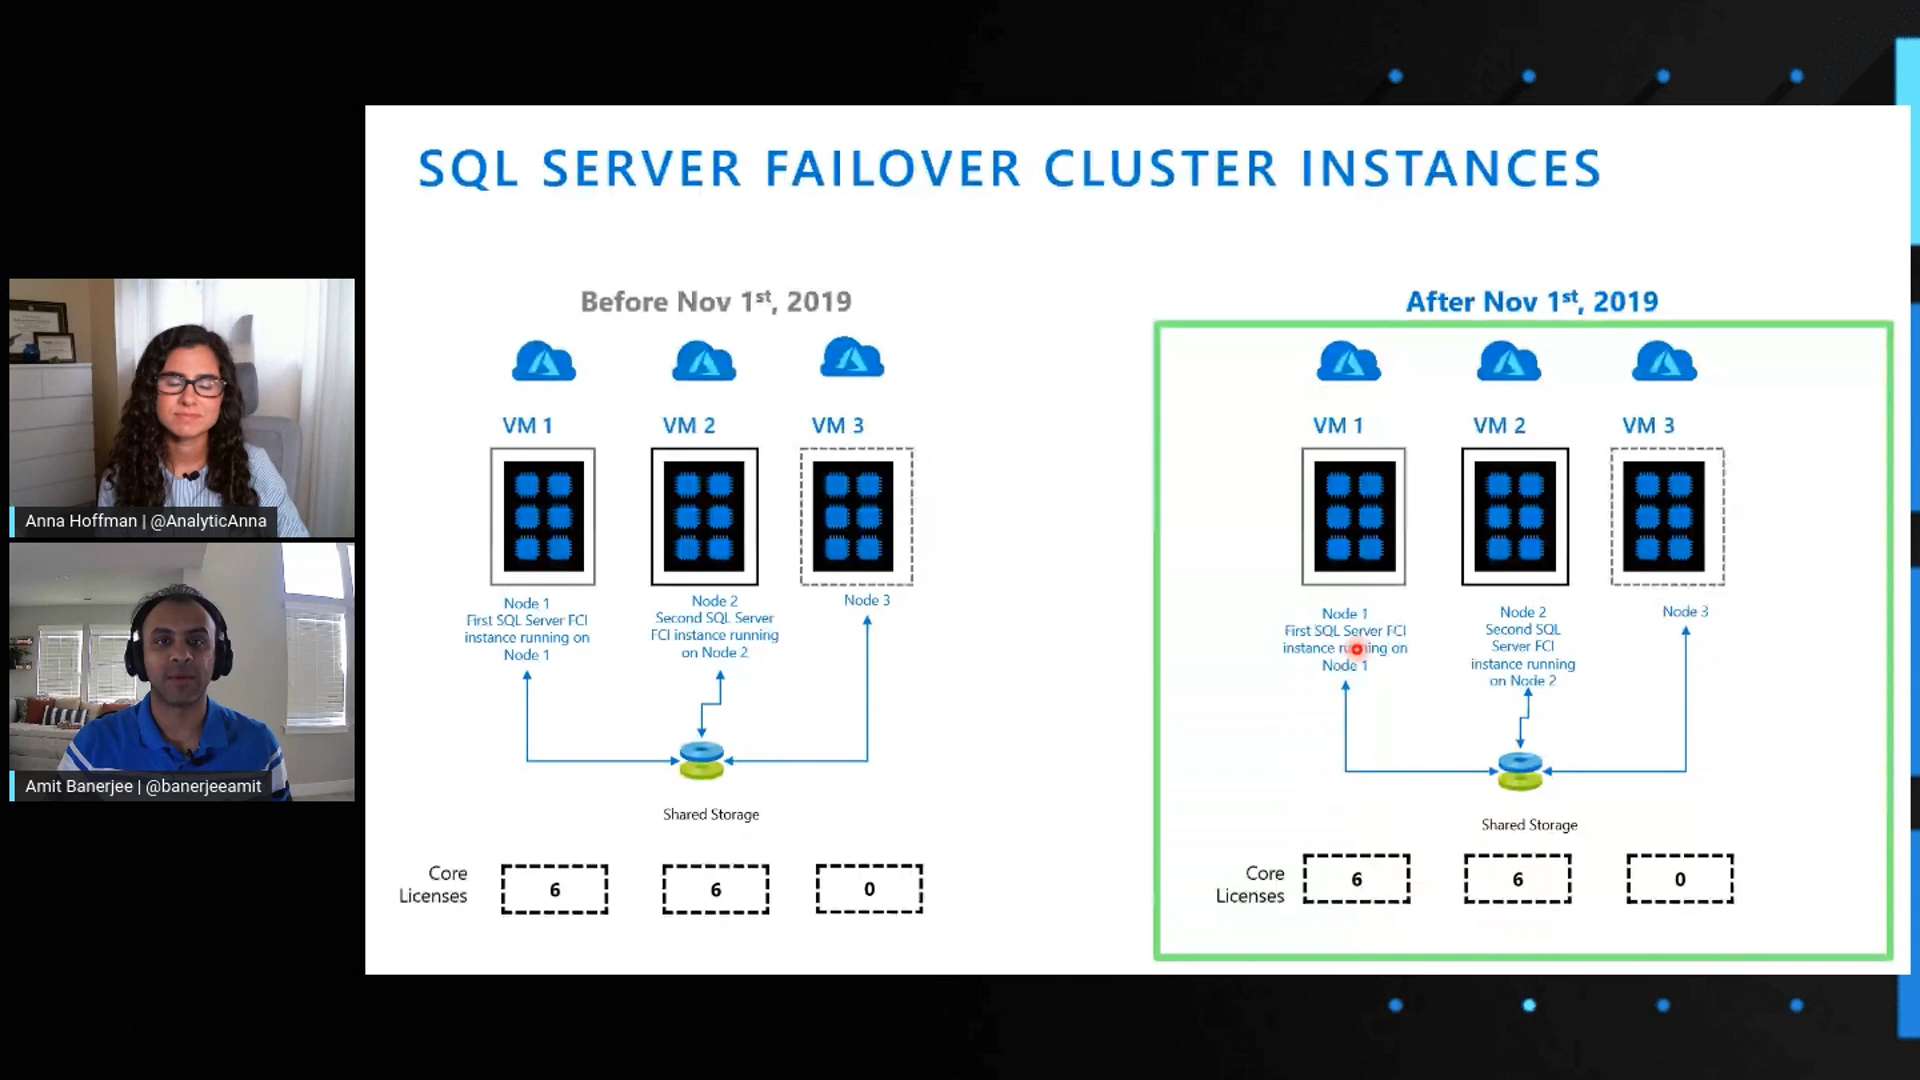 SQL SERVER FAILOVER CLUSTER INSTANCES
Before Nov 1st, 2019
VM 1
VM 2
VM 3
Node 1
First SQL Server FCI
instance running on
Node 1
Node 2
Second SQL Server
FCI instance running
on Node 2
Node 3
Shared Storage
Core
Licenses
6
6
0
After Nov 1st, 2019
VM 1
VM 2
VM 3
Node 1
First SQL Server FCI
instance running on
Node 1
Node 2
Second SQL
Server FCI
instance running
on Node 2
Node 3
Shared Storage
Core
Licenses
6
6
0
Anna Hoffman | @AnalyticAnna
Amit Banerjee | @banerjeeamit